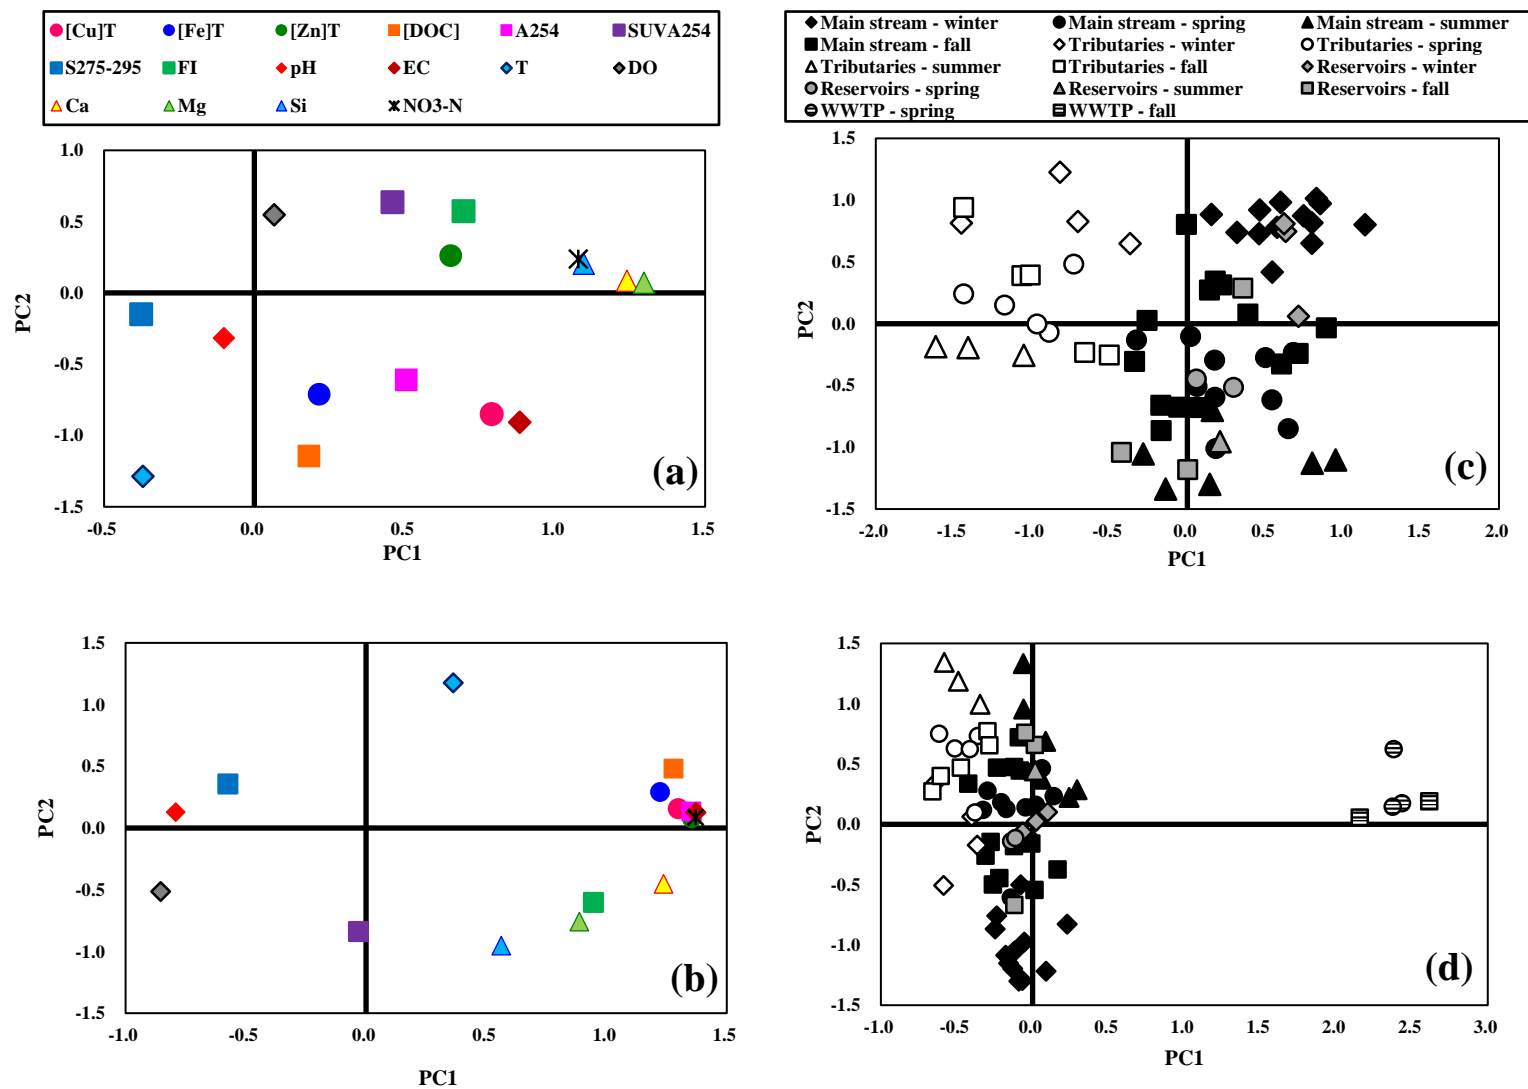 [Cu]T [Fe]T [Zn]T [DOC] A254 SUVA254
S275-295 FI pH EC T DO
Ca Mg Si NO3-N
Main stream - winter Main stream - spring Main stream - summer
Main stream - fall Tributaries - winter Tributaries - spring
Tributaries - summer Tributaries - fall Reservoirs - winter
Reservoirs - spring Reservoirs - summer Reservoirs - fall
WWTP - spring WWTP - fall
1.0
0.5
0.0
-0.5
-1.0
-1.5
PC2
-0.5 0.0 0.5 1.0 1.5
PC1
(a)
1.5
1.0
0.5
0.0
-0.5
-1.0
-1.5
PC2
-2.0 -1.5 -1.0 -0.5 0.0 0.5 1.0 1.5 2.0
PC1
(c)
1.5
1.0
0.5
0.0
-0.5
-1.0
-1.5
PC2
-1.0 -0.5 0.0 0.5 1.0 1.5
PC1
(b)
1.5
1.0
0.5
0.0
-0.5
-1.0
-1.5
PC2
-1.0 -0.5 0.0 0.5 1.0 1.5 2.0 2.5 3.0
PC1
(d)